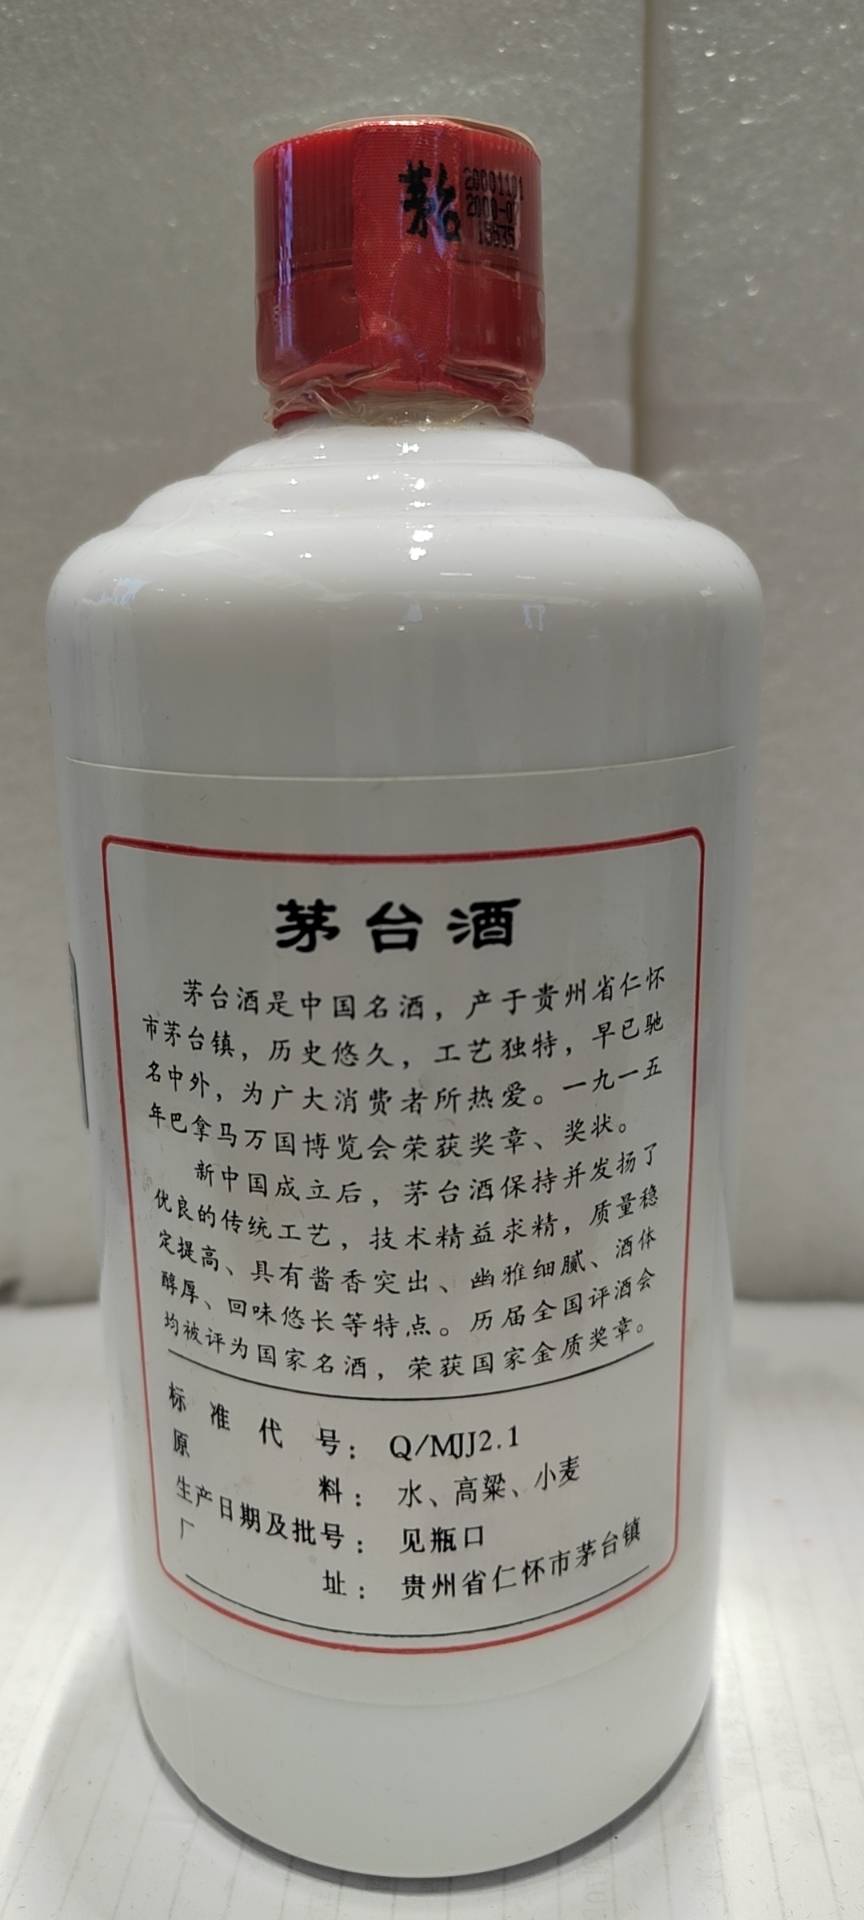 茅台
20001101
15635
茅台酒
茅台酒是中国名酒，产于贵州省仁怀
市茅台镇，历史悠久，工艺独特，早已驰
名中外，为广大消费者所热爱。一九一五
年巴拿马万国博览会荣获奖章、奖状。
新中国成立后，茅台酒保持并发扬了
优良的传统工艺，技术精益求精，质量稳
定提高、具有酱香突出、幽雅细腻、酒体
醇厚、回味悠长等特点。历届全国评酒会
均被评为国家名酒，荣获国家金质奖章。
标准代号：Q/MJJ2.1
原料：水、高粱、小麦
生产日期及批号：见瓶口
厂址：贵州省仁怀市茅台镇